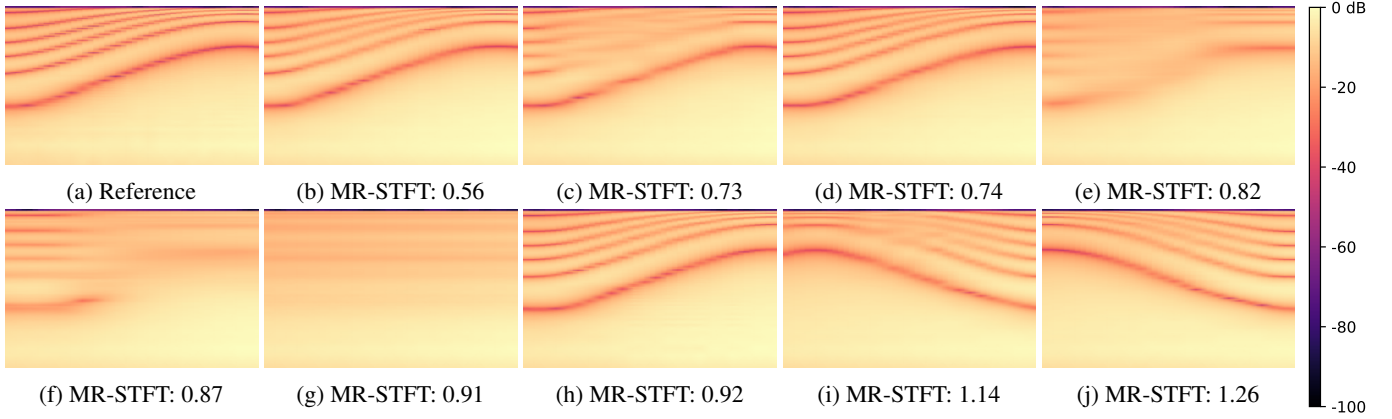 0 dB
-20
-40
-60
-80
-100
(a) Reference
(b) MR-STFT: 0.56
(c) MR-STFT: 0.73
(d) MR-STFT: 0.74
(e) MR-STFT: 0.82
(f) MR-STFT: 0.87
(g) MR-STFT: 0.91
(h) MR-STFT: 0.92
(i) MR-STFT: 1.14
(j) MR-STFT: 1.26